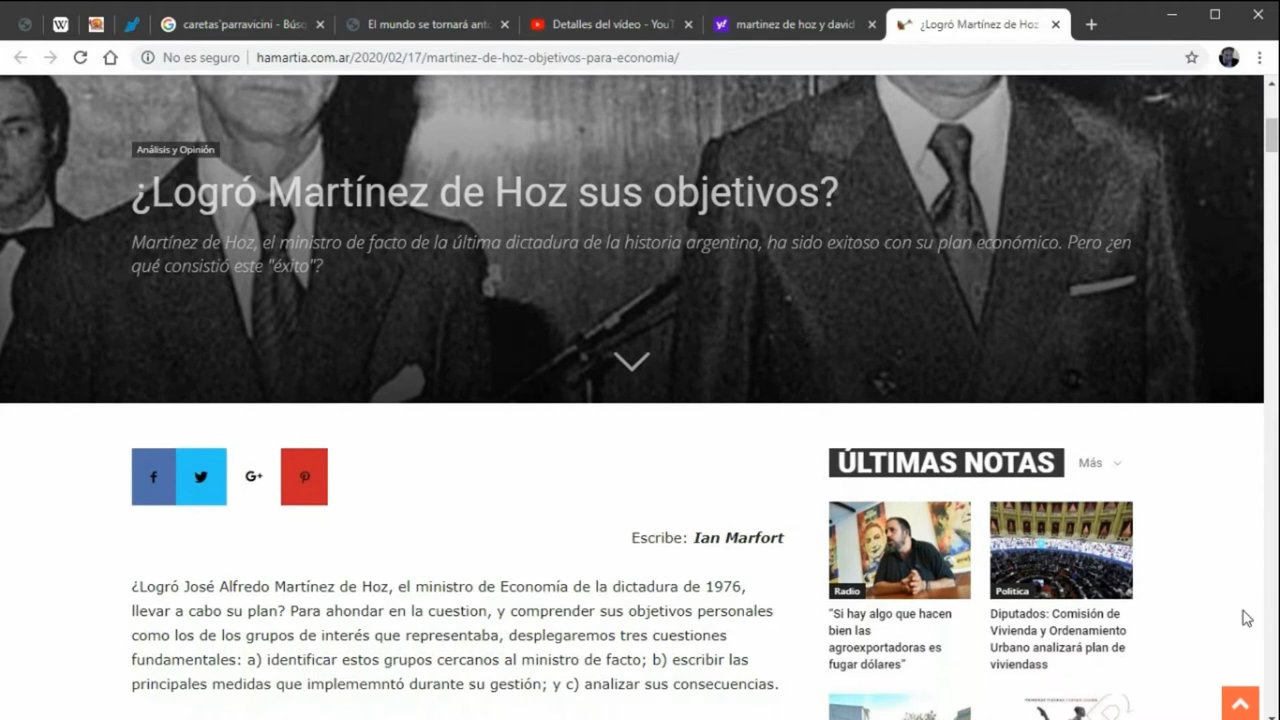 caretas parravicini - Bús
El mundo se tornará anto
Detalles del vídeo - YouT
martinez de hoz y david
¿Logró Martínez de Hoz
No es seguro
hamartia.com.ar/2020/02/17/martinez-de-hoz-objetivos-para-economia/
Análisis y Opinión
¿Logró Martínez de Hoz sus objetivos?
Martínez de Hoz, el ministro de facto de la última dictadura de la historia argentina, ha sido exitoso con su plan económico. Pero ¿en
qué consistió este "éxito"?
f
G+
ÚLTIMAS NOTAS
Más
Escribe: Ian Marfort
¿Logró José Alfredo Martínez de Hoz, el ministro de Economía de la dictadura de 1976,
llevar a cabo su plan? Para ahondar en la cuestion, y comprender sus objetivos personales
como los de los grupos de interés que representaba, desplegaremos tres cuestiones
fundamentales: a) identificar estos grupos cercanos al ministro de facto; b) escribir las
principales medidas que implememntó durante su gestión; y c) analizar sus consecuencias.
Radio
"Si hay algo que hacen
bien las
agroexportadoras es
fugar dólares"
Politica
Diputados: Comisión de
Vivienda y Ordenamiento
Urbano analizará plan de
viviendass